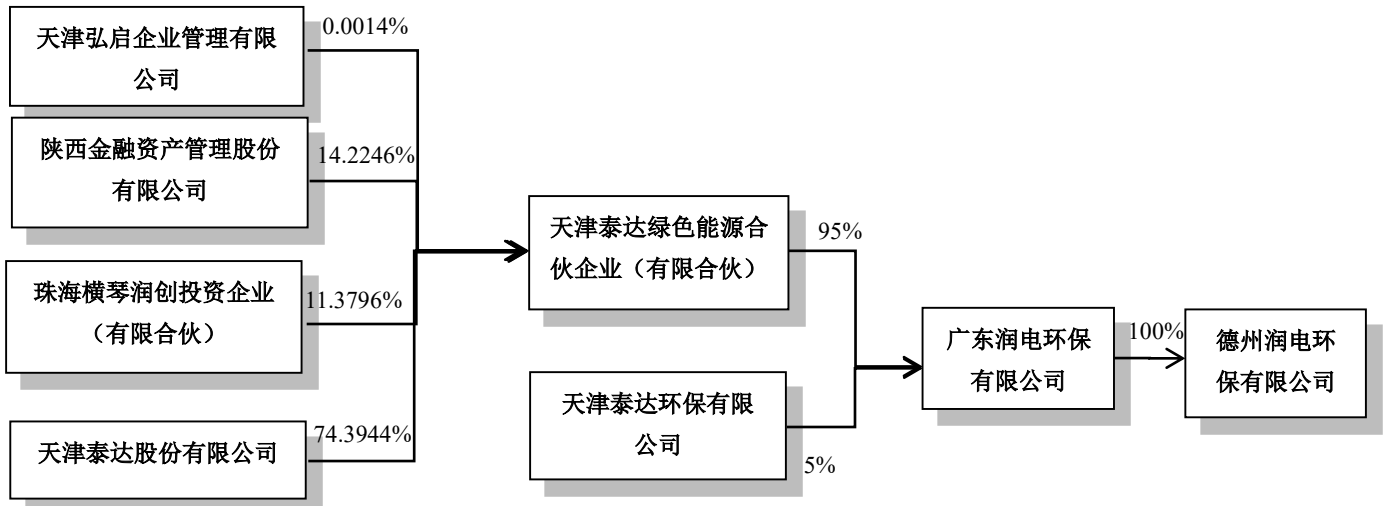 天津弘启企业管理有限
公司
0.0014%
陕西金融资产管理股份
有限公司
14.2246%
珠海横琴润创投资企业
（有限合伙）
11.3796%
天津泰达股份有限公司
74.3944%
天津泰达绿色能源合
伙企业（有限合伙）
95%
天津泰达环保有限
公司
5%
广东润电环保
有限公司
100%
德州润电环
保有限公司